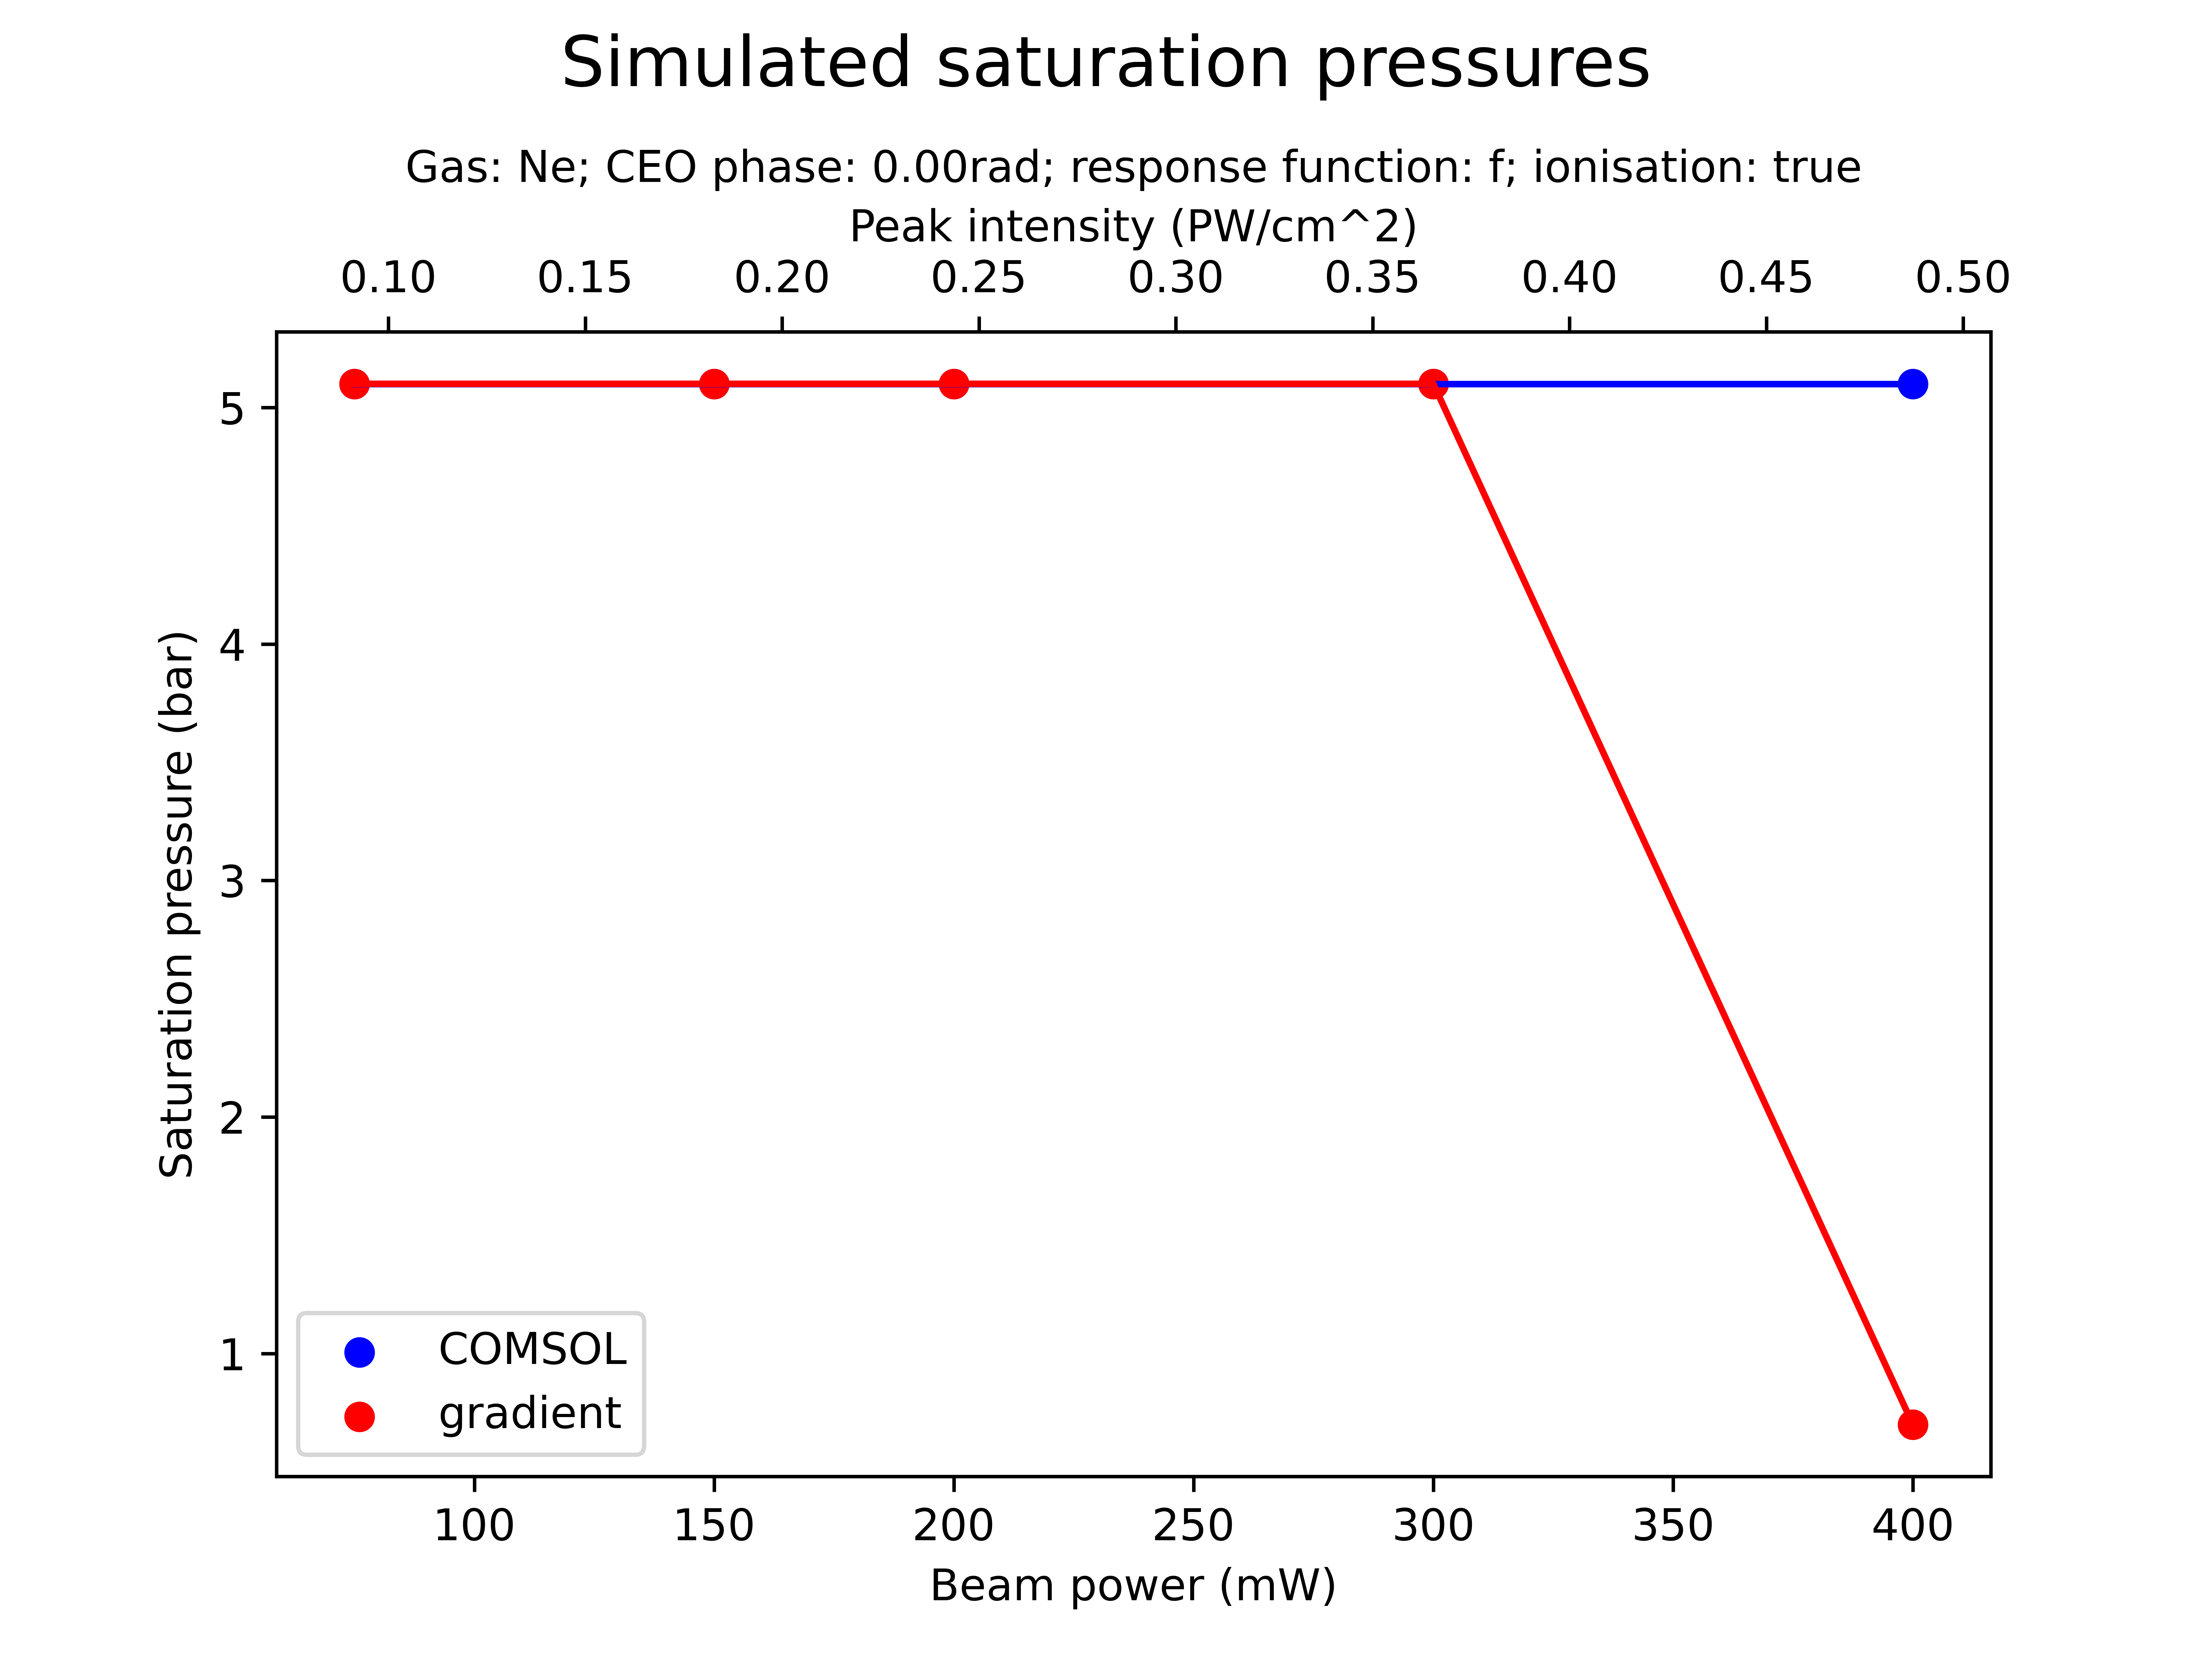 Simulated saturation pressures
Gas: Ne; CEO phase: 0.00rad; response function: f; ionisation: true
Peak intensity (PW/cm^2)
0.10 0.15 0.20 0.25 0.30 0.35 0.40 0.45 0.50
Saturation pressure (bar)
5
4
3
2
1
COMSOL
gradient
100 150 200 250 300 350 400
Beam power (mW)